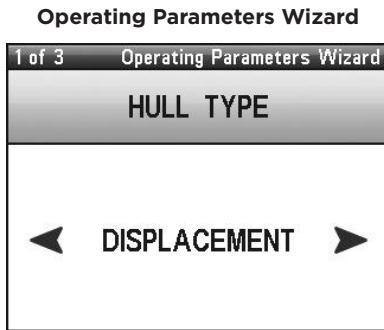 Operating Parameters Wizard
1 of 3 Operating Parameters Wizard
HULL TYPE
DISPLACEMENT